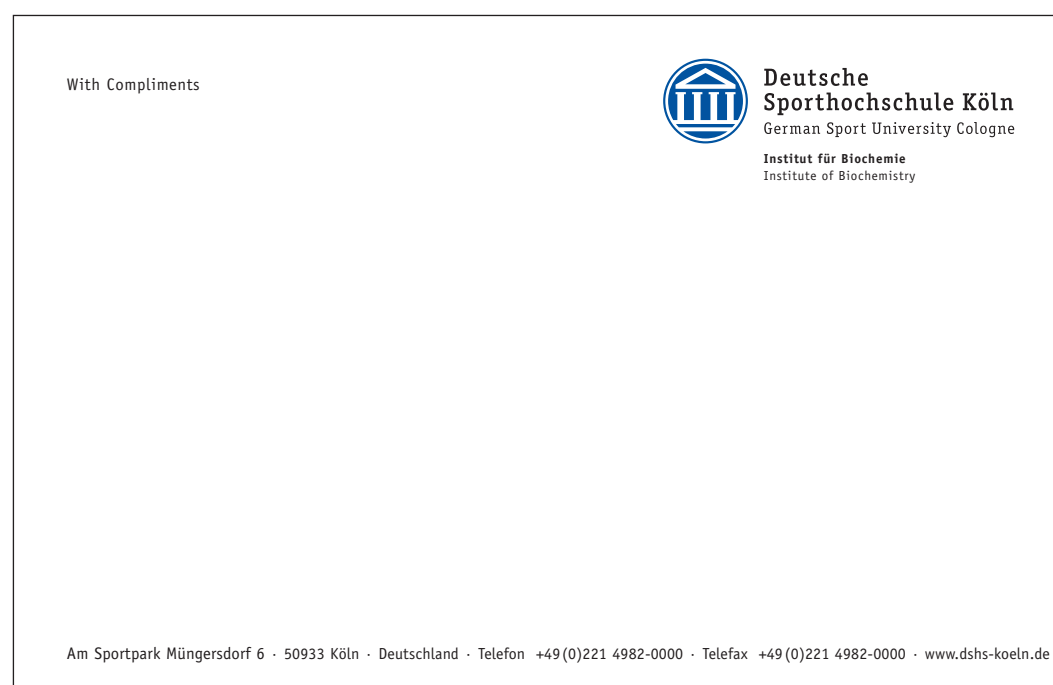 With Compliments
Deutsche
Sporthochschule Köln
German Sport University Cologne
Institut für Biochemie
Institute of Biochemistry
Am Sportpark Müngersdorf 6 · 50933 Köln · Deutschland · Telefon +49(0)221 4982-0000 · Telefax +49(0)221 4982-0000 · www.dshs-koeln.de